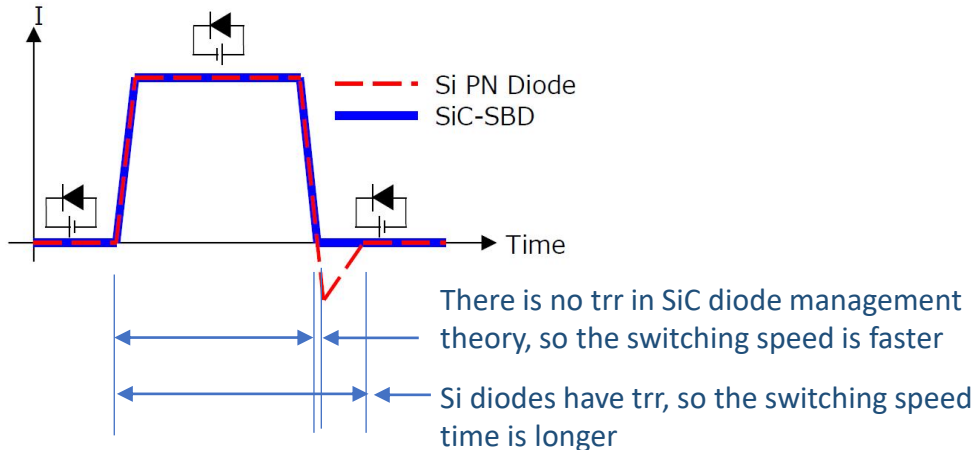 I
Si PN Diode
SiC-SBD
Time
There is no trr in SiC diode management
theory, so the switching speed is faster
Si diodes have trr, so the switching speed
time is longer